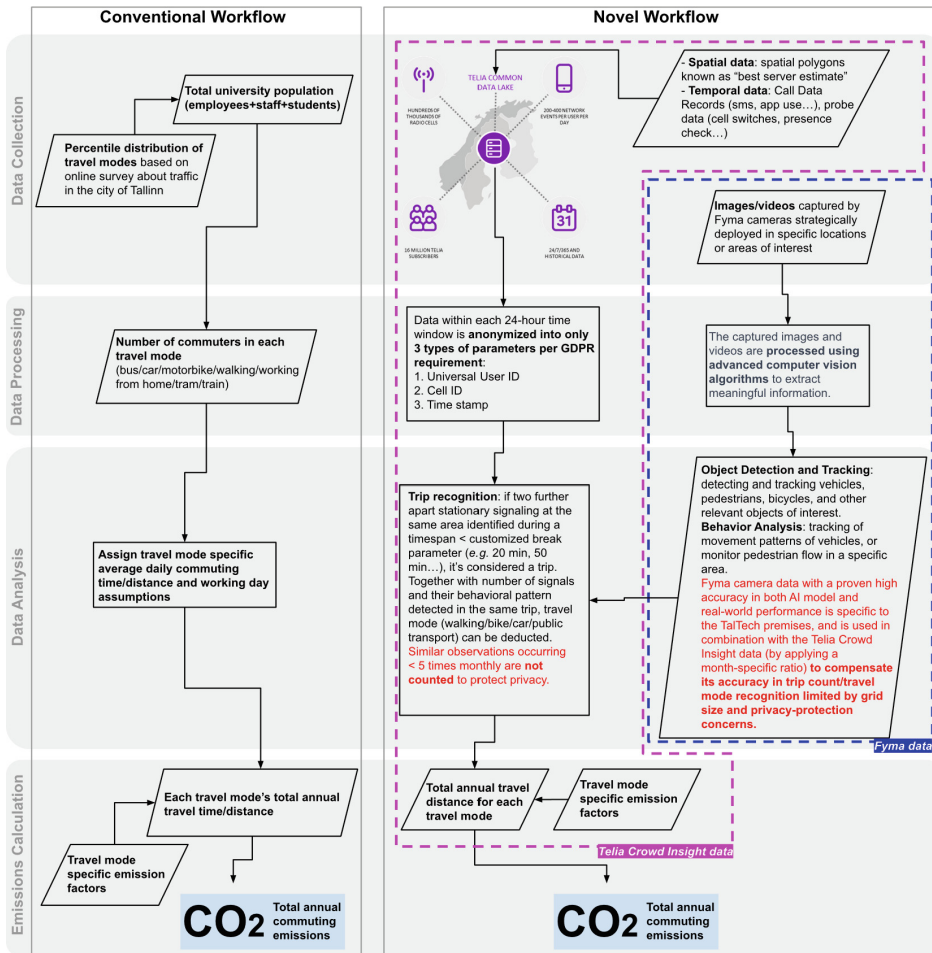 Conventional Workflow
Novel Workflow
Data Collection
Total university population
(employees+staff+students)
Percentile distribution of
travel modes based on
online survey about traffic
in the city of Tallinn
TELIA COMMON
DATA LAKE
HUNDREDS OF
THOUSANDS OF
RADIO CELLS
200-400 NETWORK
EVENTS PER USER PER
DAY
16 MILLION TELIA
SUBSCRIBERS
31
24/7/365 AND
HISTORICAL DATA
- Spatial data: spatial polygons
known as “best server estimate”
- Temporal data: Call Data
Records (sms, app use…), probe
data (cell switches, presence
check…)
Images/videos captured by
Fyma cameras strategically
deployed in specific locations
or areas of interest
Data Processing
Number of commuters in each
travel mode
(bus/car/motorbike/walking/working
from home/tram/train)
Data within each 24-hour time
window is anonymized into only
3 types of parameters per GDPR
requirement:
1. Universal User ID
2. Cell ID
3. Time stamp
The captured images and
videos are processed using
advanced computer vision
algorithms to extract
meaningful information.
Data Analysis
Assign travel mode specific
average daily commuting
time/distance and working day
assumptions
Trip recognition: if two further
apart stationary signaling at
the same area identified during a
timespan < customized break
parameter (e.g. 20 min, 50
min…), it’s considered a trip.
Together with number of signals
and their behavioral pattern
detected in the same trip, travel
mode (walking/bike/car/public
transport) can be deducted.
Similar observations occurring
< 5 times monthly are not
counted to protect privacy.
Object Detection and Tracking:
detecting and tracking vehicles,
pedestrians, bicycles, and other
relevant objects of interest.
Behavior Analysis: tracking of
movement patterns of vehicles, or
monitor pedestrian flow in a specific
area.
Fyma camera data with a proven high
accuracy in both AI model and
real-world performance is specific to
the TalTech premises, and is used in
combination with the Telia Crowd
Insight data (by applying a
month-specific ratio) to compensate
its accuracy in trip count/travel
mode recognition limited by grid
size and privacy-protection
concerns.
Fyma data
Emissions Calculation
Each travel mode’s total annual
travel time/distance
Travel mode
specific emission
factors
CO2
Total annual
commuting
emissions
Total annual travel
distance for each
travel mode
Travel mode
specific emission
factors
Telia Crowd Insight data
CO2
Total annual
commuting
emissions